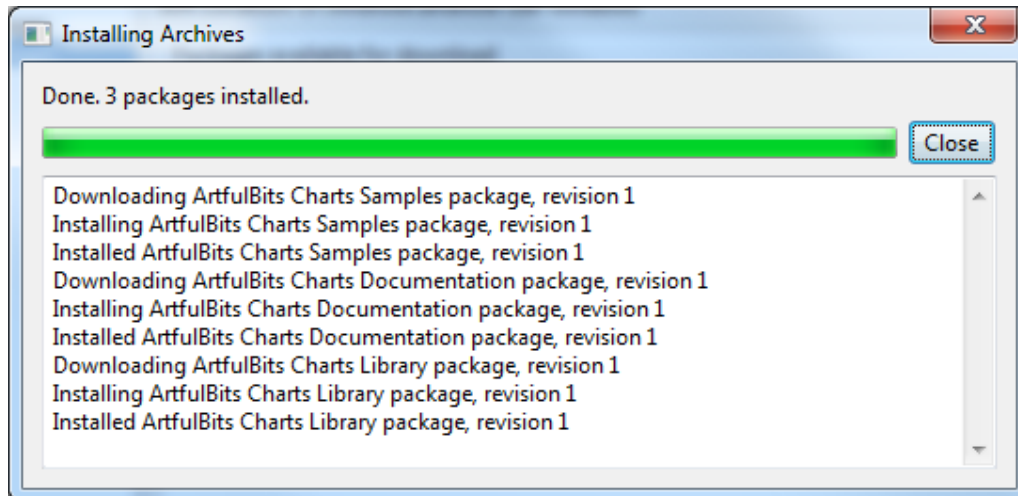 Installing Archives
Done. 3 packages installed.
Close
Downloading ArtfulBits Charts Samples package, revision 1
Installing ArtfulBits Charts Samples package, revision 1
Installed ArtfulBits Charts Samples package, revision 1
Downloading ArtfulBits Charts Documentation package, revision 1
Installing ArtfulBits Charts Documentation package, revision 1
Installed ArtfulBits Charts Documentation package, revision 1
Downloading ArtfulBits Charts Library package, revision 1
Installing ArtfulBits Charts Library package, revision 1
Installed ArtfulBits Charts Library package, revision 1